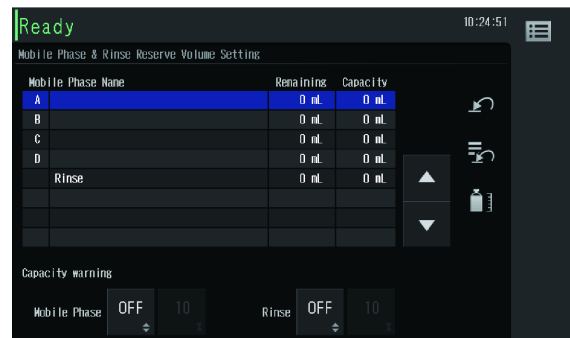 Ready 10:24:51
Mobile Phase & Rinse Reserve Volume Setting
Mobile Phase Name Remaining Capacity
A 0 mL 0 mL
B 0 mL 0 mL
C 0 mL 0 mL
D 0 mL 0 mL
Rinse 0 mL 0 mL
Capacity warning
Mobile Phase OFF 10 % Rinse OFF 10 %